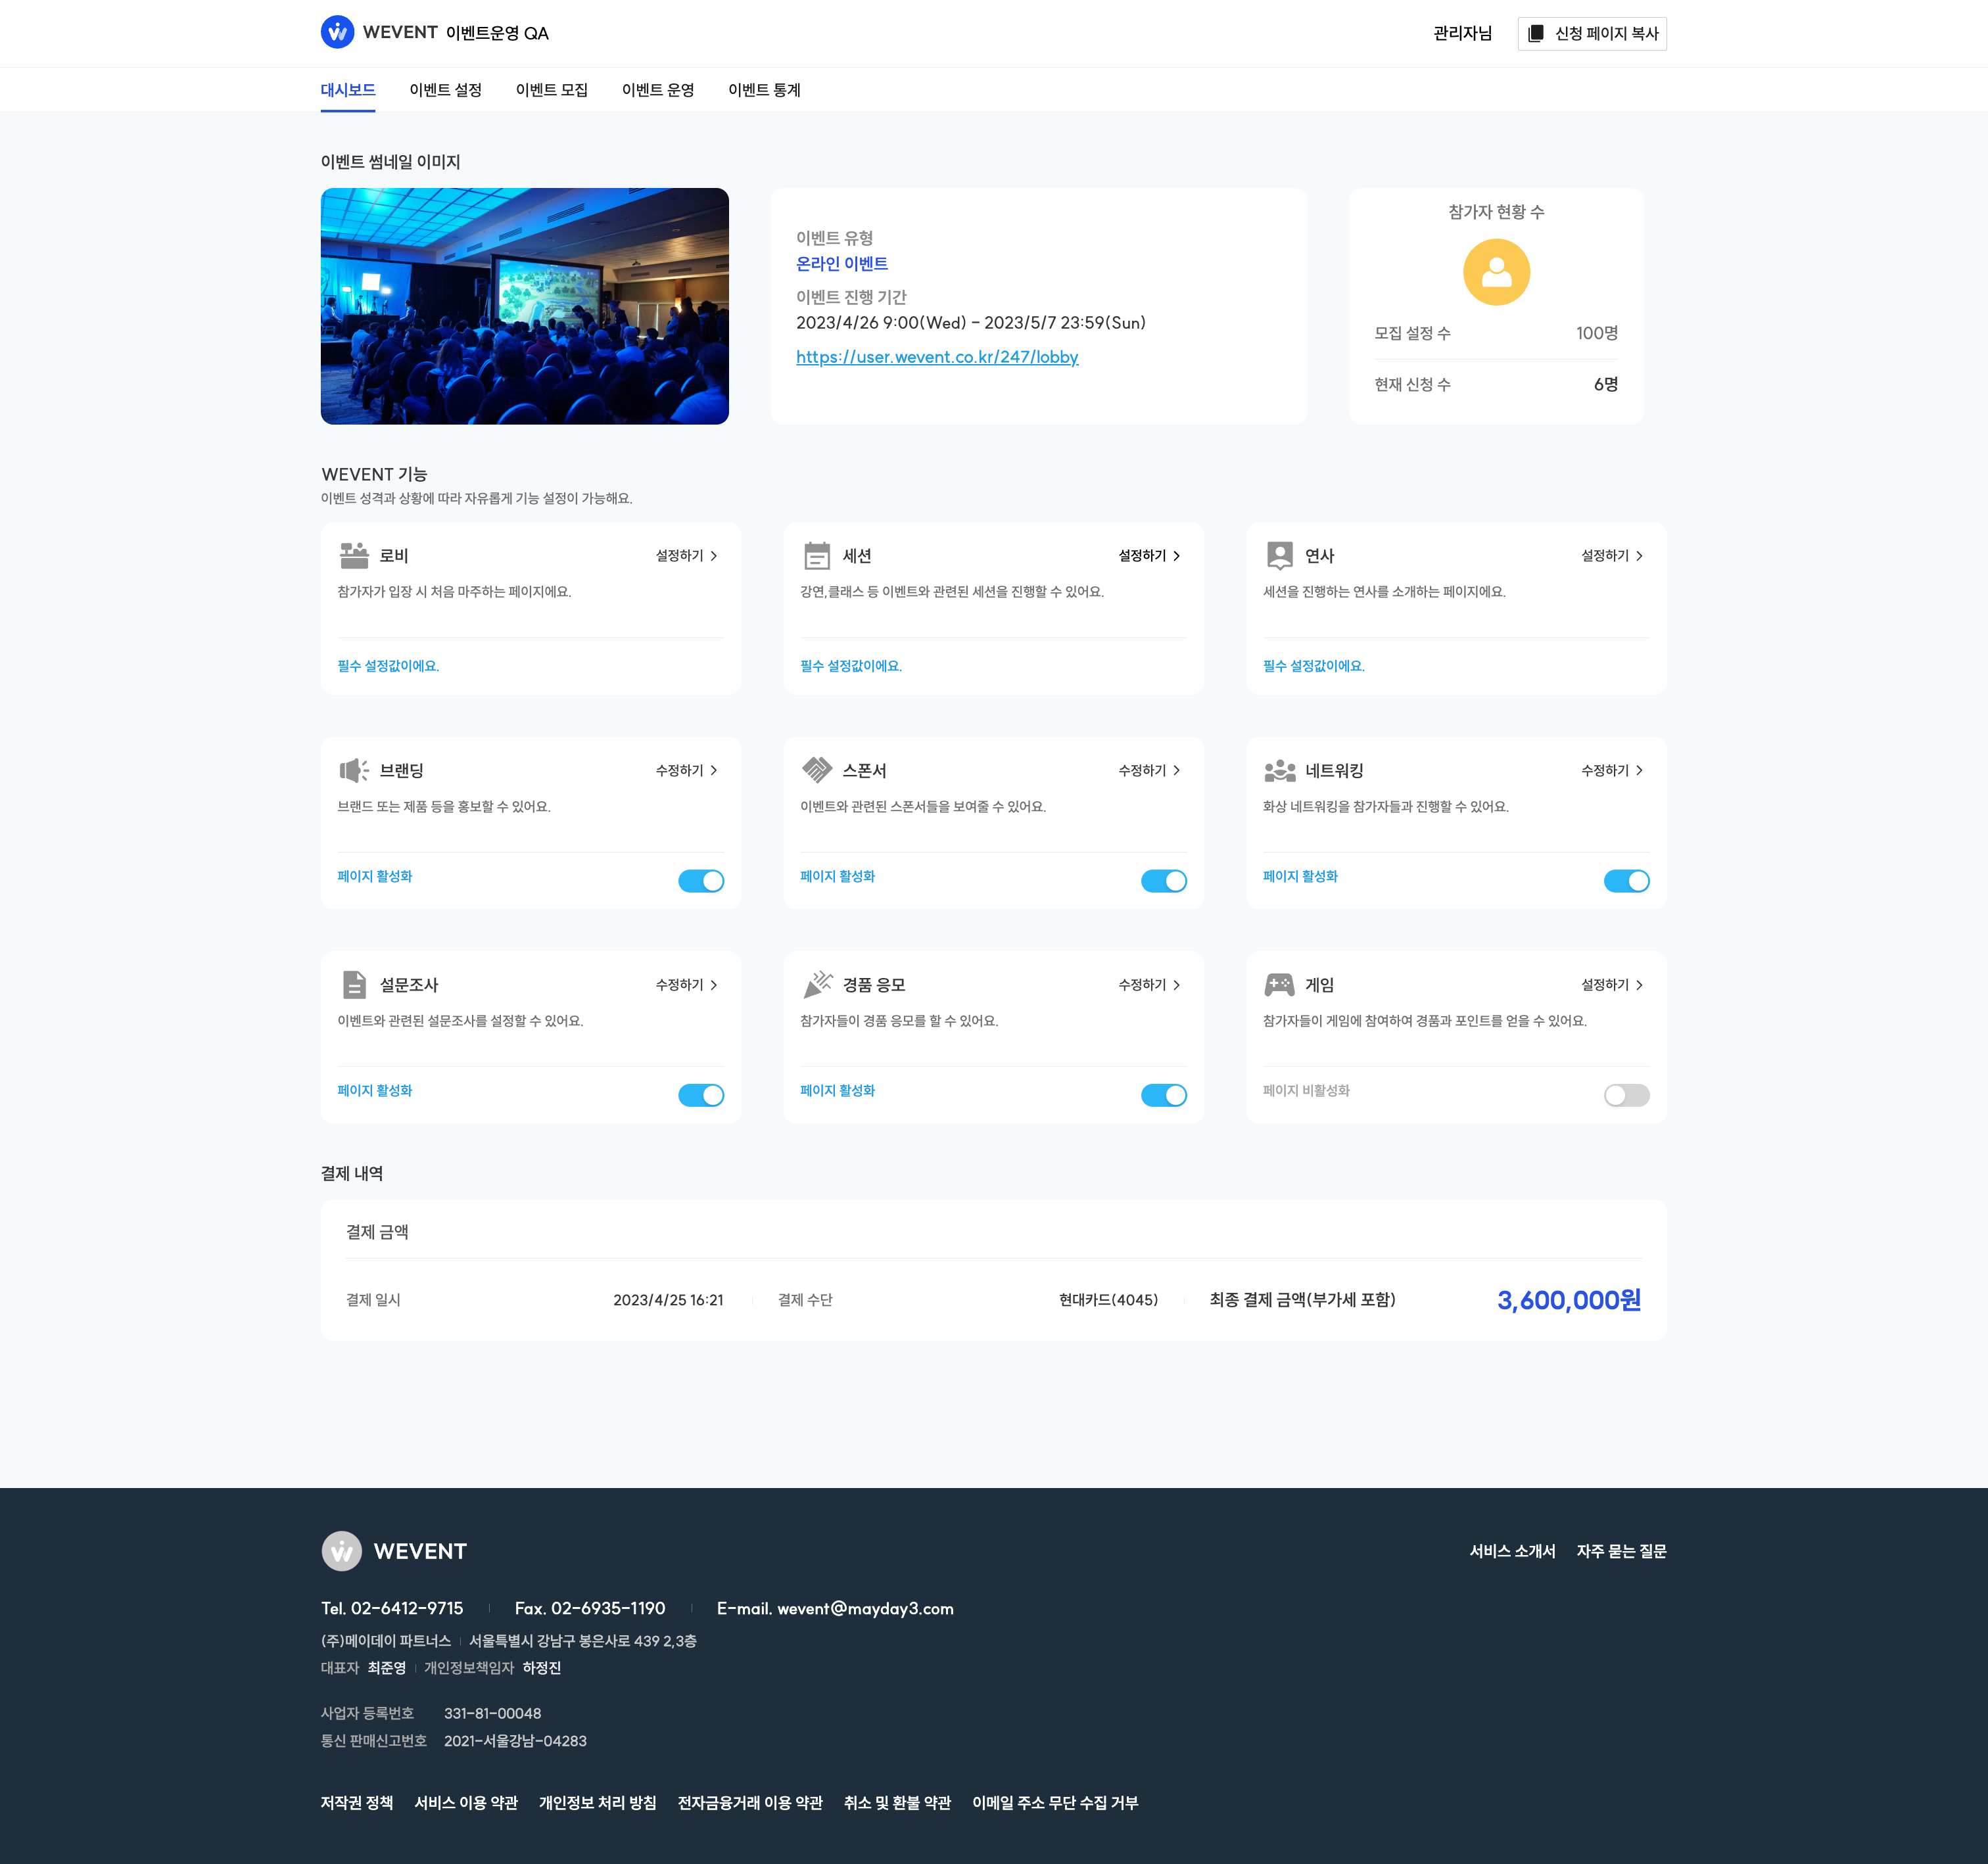 WEVENT 이벤트운영 QA
관리자님
신청 페이지 복사
대시보드 이벤트 설정 이벤트 모집 이벤트 운영 이벤트 통계
이벤트 썸네일 이미지
이벤트 유형
온라인 이벤트
이벤트 진행 기간
2023/4/26 9:00(Wed) - 2023/5/7 23:59(Sun)
https://user.wevent.co.kr/247/lobby
참가자 현황 수
모집 설정 수 100명
현재 신청 수 6명
WEVENT 기능
이벤트 성격과 상황에 따라 자유롭게 기능 설정이 가능해요.
로비 설정하기
참가자가 입장 시 처음 마주하는 페이지에요.
필수 설정값이에요.
세션 설정하기
강연,클래스 등 이벤트와 관련된 세션을 진행할 수 있어요.
필수 설정값이에요.
연사 설정하기
세션을 진행하는 연사를 소개하는 페이지에요.
필수 설정값이에요.
브랜딩 수정하기
브랜드 또는 제품 등을 홍보할 수 있어요.
페이지 활성화
스폰서 수정하기
이벤트와 관련된 스폰서들을 보여줄 수 있어요.
페이지 활성화
네트워킹 수정하기
화상 네트워킹을 참가자들과 진행할 수 있어요.
페이지 활성화
설문조사 수정하기
이벤트와 관련된 설문조사를 설정할 수 있어요.
페이지 활성화
경품 응모 수정하기
참가자들이 경품 응모를 할 수 있어요.
페이지 활성화
게임 설정하기
참가자들이 게임에 참여하여 경품과 포인트를 얻을 수 있어요.
페이지 비활성화
결제 내역
결제 금액
결제 일시 2023/4/25 16:21 결제 수단 현대카드(4045) 최종 결제 금액(부가세 포함) 3,600,000원
WEVENT
서비스 소개서 자주 묻는 질문
Tel. 02-6412-9715 Fax. 02-6935-1190 E-mail. wevent@mayday3.com
(주)메이데이 파트너스 서울특별시 강남구 봉은사로 439 2,3층
대표자 최준영 개인정보책임자 하정진
사업자 등록번호 331-81-00048
통신 판매신고번호 2021-서울강남-04283
저작권 정책 서비스 이용 약관 개인정보 처리 방침 전자금융거래 이용 약관 취소 및 환불 약관 이메일 주소 무단 수집 거부